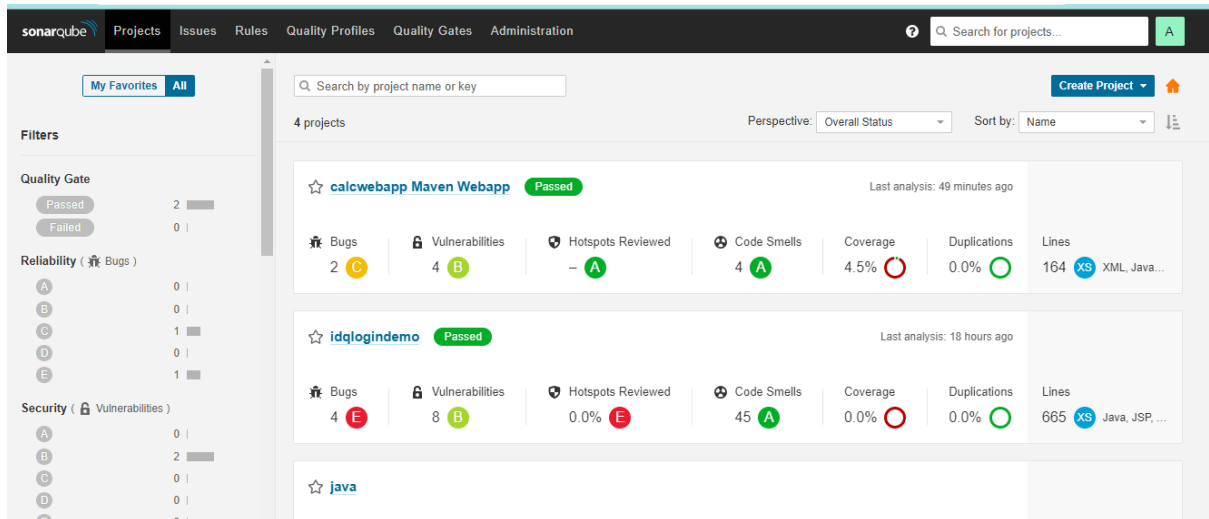 sonarqube Projects Issues Rules Quality Profiles Quality Gates Administration ? Search for projects... A
My Favorites All
Filters
Quality Gate
Passed 2
Failed 0
Reliability ( Bugs )
A 0
B 0
C 1
D 0
E 1
Security ( Vulnerabilities )
A 0
B 2
C 0
D 0
Search by project name or key
Create Project
4 projects
Perspective: Overall Status Sort by: Name
calcwebapp Maven Webapp Passed Last analysis: 49 minutes ago
Bugs Vulnerabilities Hotspots Reviewed Code Smells Coverage Duplications Lines
2 C 4 B – A 4 A 4.5% 0.0% 164 XS XML, Java...
idqlogindemo Passed Last analysis: 18 hours ago
Bugs Vulnerabilities Hotspots Reviewed Code Smells Coverage Duplications Lines
4 E 8 B 0.0% E 45 A 0.0% 0.0% 665 XS Java, JSP, ...
java